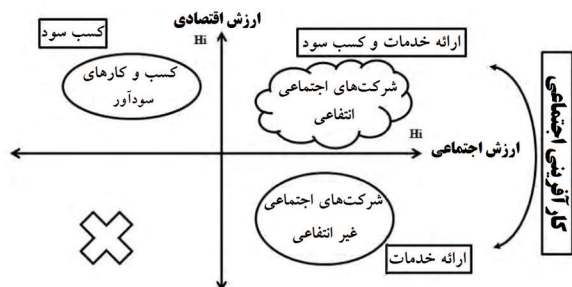 ارزش اقتصادی
کسب سود
Hi
ارائه خدمات و کسب سود
کسب و کارهای
سودآور
شرکت‌های اجتماعی
انتفاعی
Hi
ارزش اجتماعی
کارآفرینی اجتماعی
شرکت‌های اجتماعی
غیر انتفاعی
ارائه خدمات